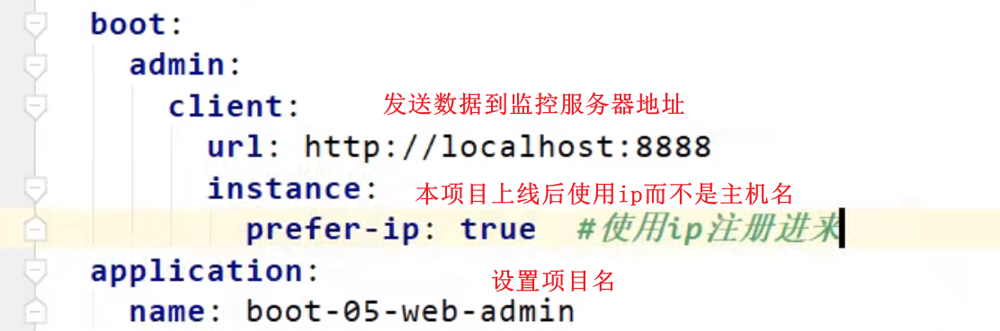 boot:
admin:
client: 发送数据到监控服务器地址
url: http://localhost:8888
instance: 本项目上线后使用ip而不是主机名
prefer-ip: true #使用ip注册进来
application: 设置项目名
name: boot-05-web-admin